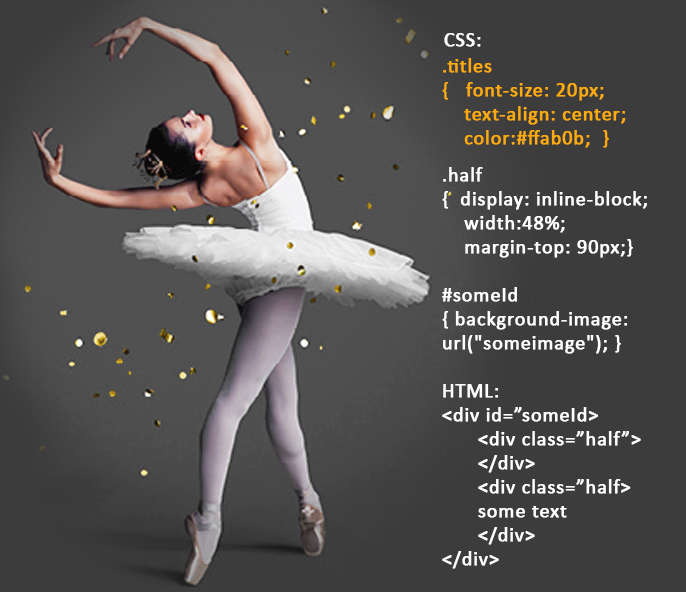 CSS:
.titles
{ font-size: 20px;
text-align: center;
color:#ffab0b; }
.half
{ display: inline-block;
width:48%;
margin-top: 90px;}
#someId
{ background-image:
url("someimage"); }
HTML:
<div id=”someId>
<div class=”half”>
</div>
<div class=”half>
some text
</div>
</div>